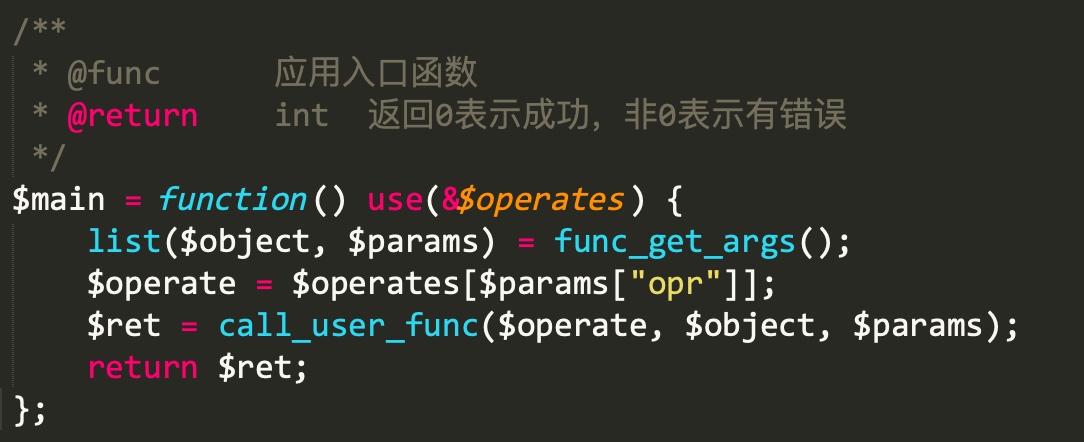 /**
 * @func      应用入口函数
 * @return    int  返回0表示成功，非0表示有错误
 */
$main = function() use(&$operates) {
    list($object, $params) = func_get_args();
    $operate = $operates[$params["opr"]];
    $ret = call_user_func($operate, $object, $params);
    return $ret;
};